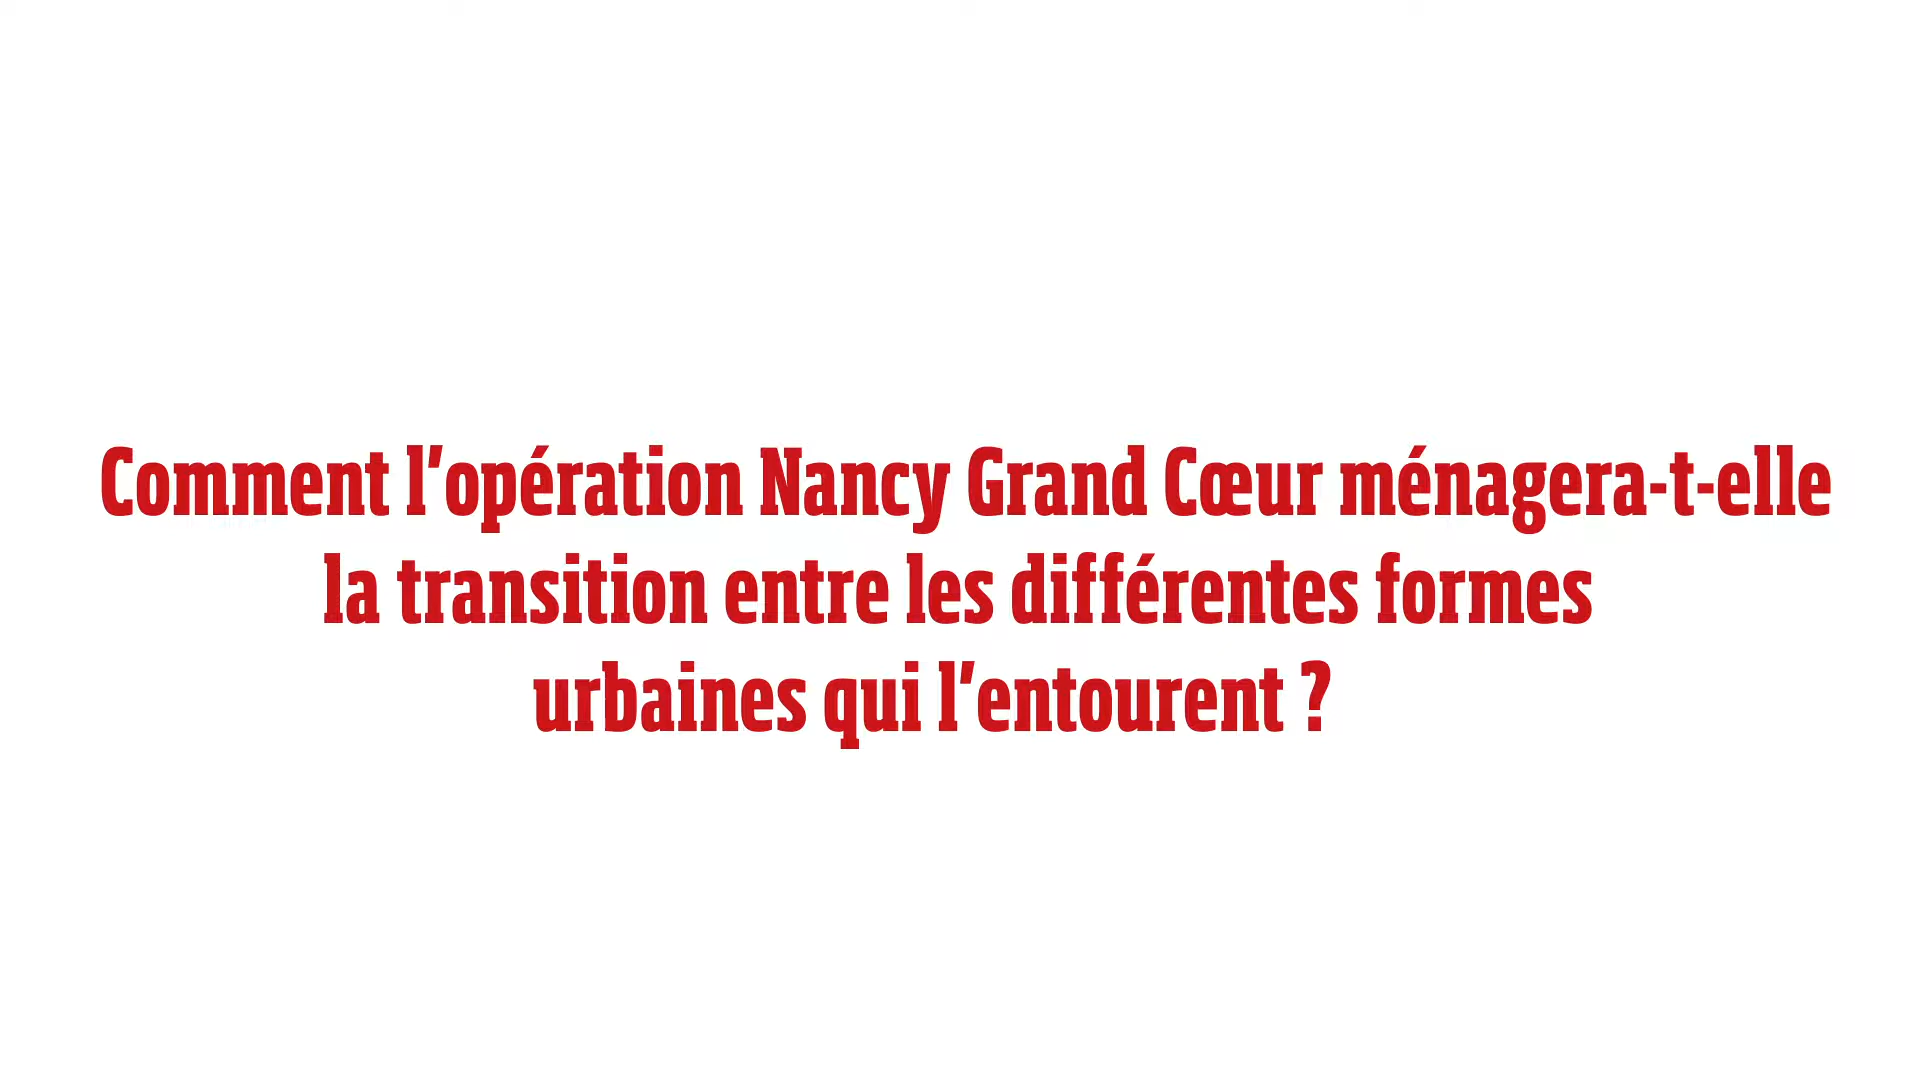 Comment l'opération Nancy Grand Cœur ménagera-t-elle
la transition entre les différentes formes
urbaines qui l'entourent ?